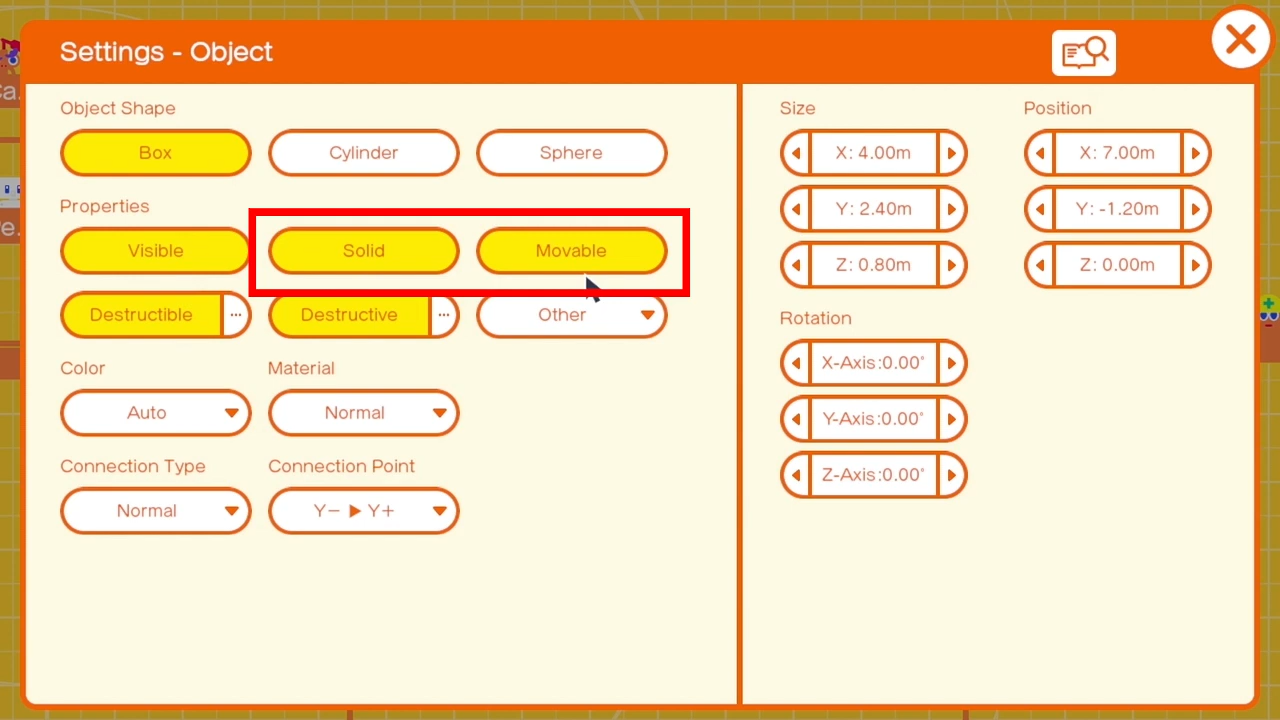 Settings - Object
Object Shape
Box
Cylinder
Sphere
Properties
Visible
Solid
Movable
Destructible ...
Destructive ...
Other
Color
Material
Auto
Normal
Connection Type
Connection Point
Normal
Y− ▶ Y+
Size
X: 4.00m
Y: 2.40m
Z: 0.80m
Position
X: 7.00m
Y: -1.20m
Z: 0.00m
Rotation
X-Axis:0.00°
Y-Axis:0.00°
Z-Axis:0.00°